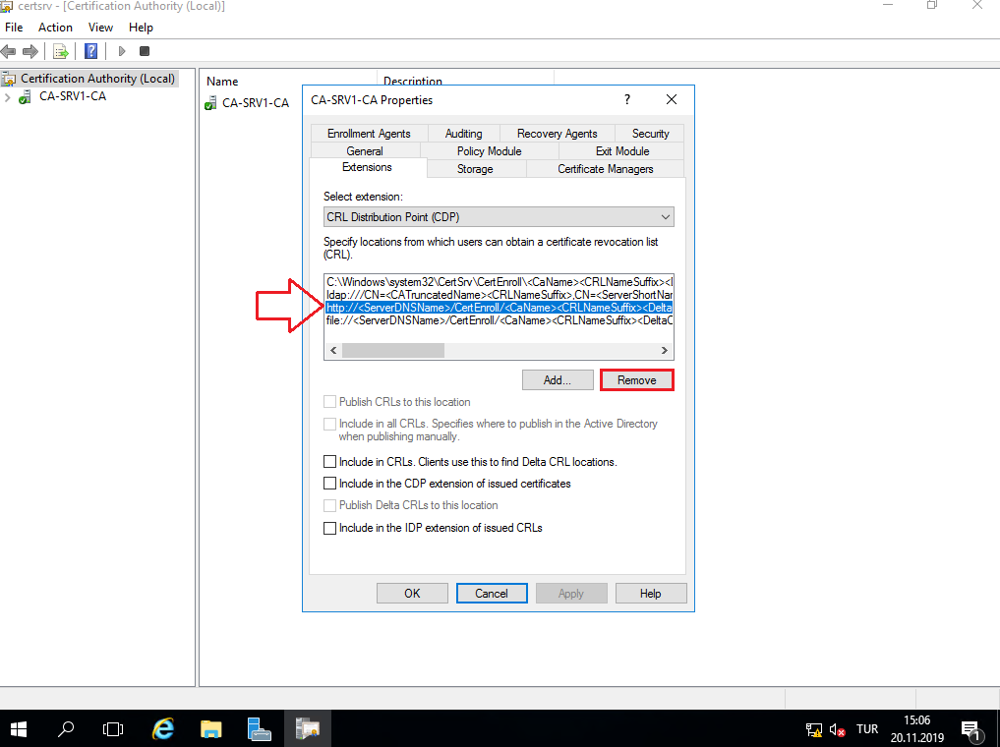 certsrv - [Certification Authority (Local)]
File Action View Help
Certification Authority (Local)
CA-SRV1-CA
Name Description
CA-SRV1-CA
CA-SRV1-CA Properties
?
Enrollment Agents Auditing Recovery Agents Security
General Policy Module Exit Module
Extensions Storage Certificate Managers
Select extension:
CRL Distribution Point (CDP)
Specify locations from which users can obtain a certificate revocation list
(CRL).
C:\Windows\system32\CertSrv\CertEnroll\<CaName><CRLNameSuffix><
ldap:///CN=<CATruncatedName><CRLNameSuffix>,CN=<ServerShortNar
http://<ServerDNSName>/CertEnroll/<CaName><CRLNameSuffix><Delta
file://<ServerDNSName>/CertEnroll/<CaName><CRLNameSuffix><DeltaC
Add... Remove
Publish CRLs to this location
Include in all CRLs. Specifies where to publish in the Active Directory
when publishing manually.
Include in CRLs. Clients use this to find Delta CRL locations.
Include in the CDP extension of issued certificates
Publish Delta CRLs to this location
Include in the IDP extension of issued CRLs
OK Cancel Apply Help
TUR
15:06
20.11.2019
1